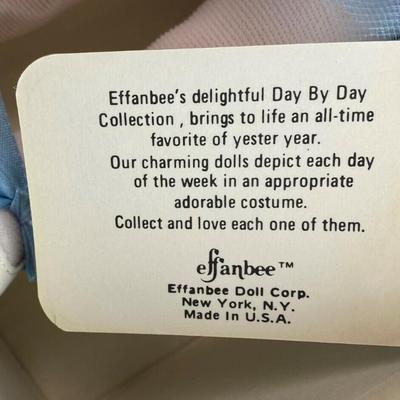 Effanbee's delightful Day By Day
Collection , brings to life an all-time
favorite of yester year.
Our charming dolls depict each day
of the week in an appropriate
adorable costume.
Collect and love each one of them.
effanbee™
Effanbee Doll Corp.
New York, N.Y.
Made In U.S.A.